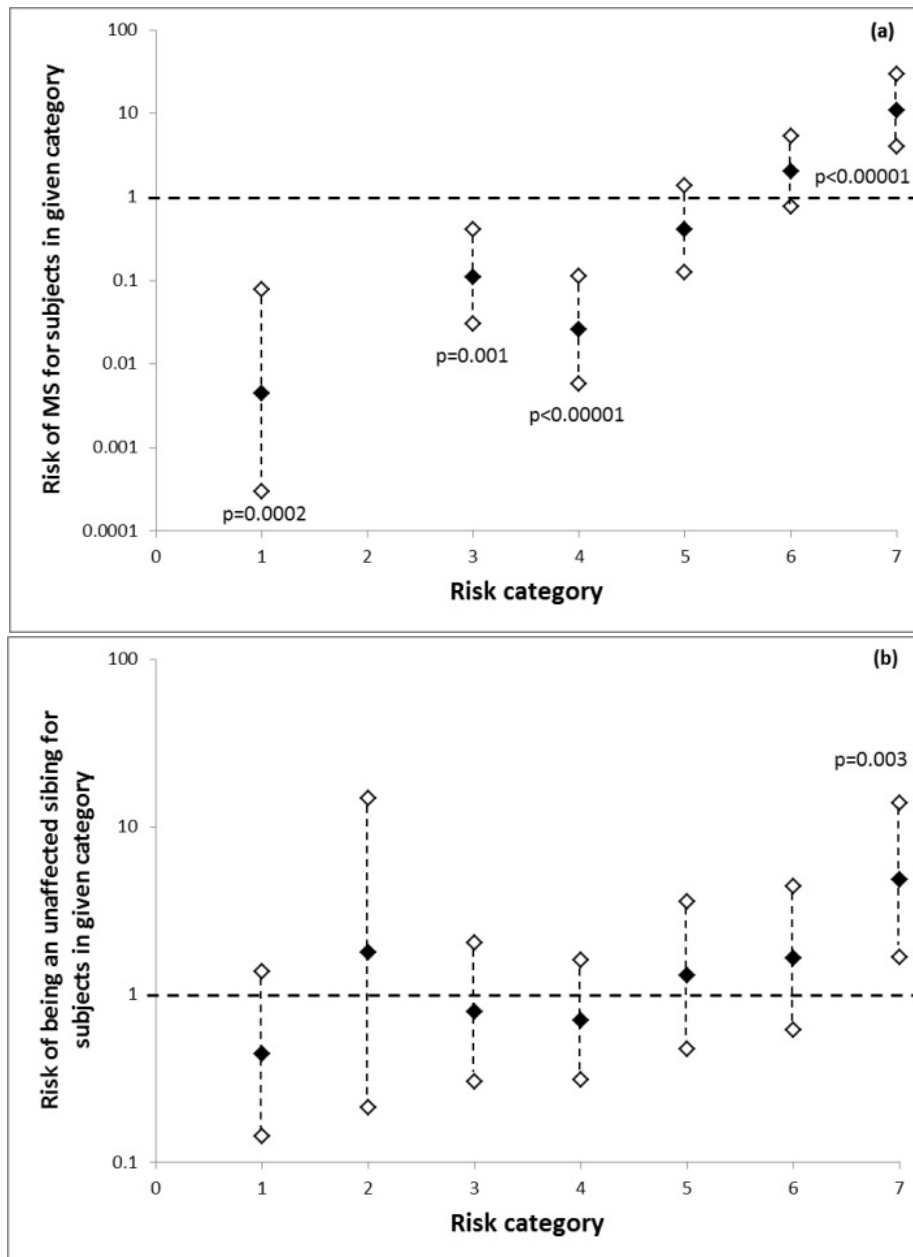 (a)
Risk of MS for subjects in given category
100
10
1
0.1
0.01
0.001
0.0001
p<0.00001
p=0.001
p<0.00001
p=0.0002
0 1 2 3 4 5 6 7
Risk category
(b)
Risk of being an unaffected sibing for
subjects in given category
100
10
1
0.1
p=0.003
0 1 2 3 4 5 6 7
Risk category